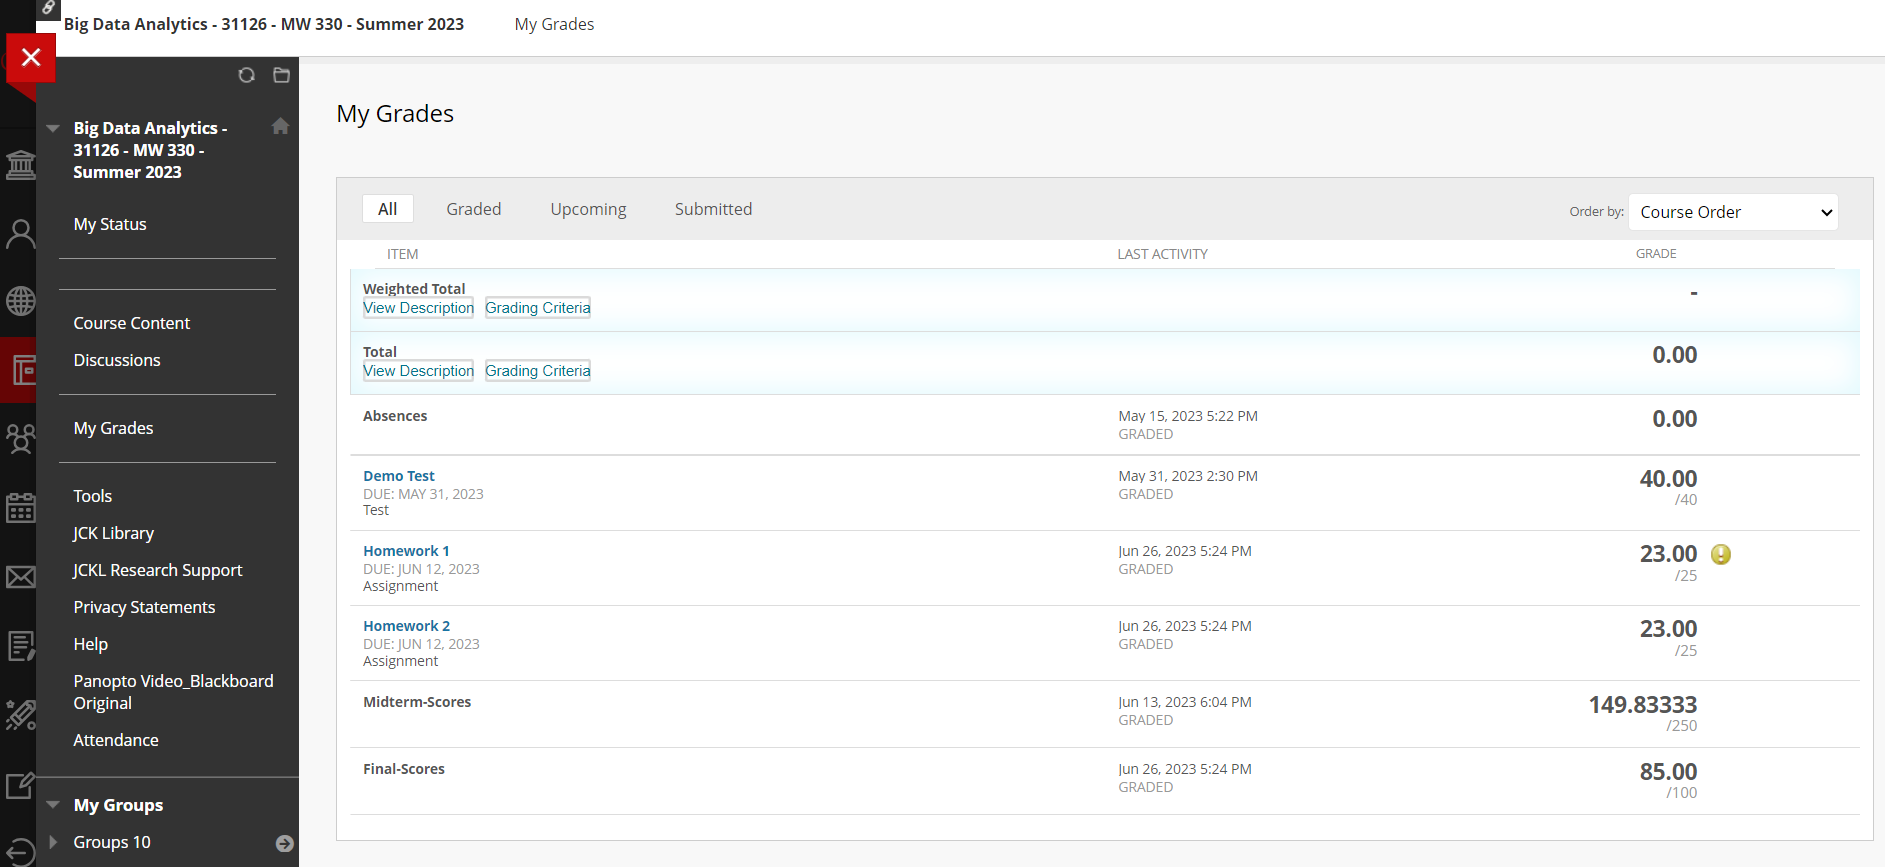 Big Data Analytics - 31126 - MW 330 - Summer 2023
My Grades
Big Data Analytics -
31126 - MW 330 -
Summer 2023
My Status
Course Content
Discussions
My Grades
Tools
JCK Library
JCKL Research Support
Privacy Statements
Help
Panopto Video_Blackboard
Original
Attendance
My Groups
Groups 10
My Grades
All Graded Upcoming Submitted
Order by: Course Order
ITEM LAST ACTIVITY GRADE
Weighted Total -
View Description Grading Criteria
Total 0.00
View Description Grading Criteria
Absences May 15, 2023 5:22 PM 0.00
GRADED
Demo Test May 31, 2023 2:30 PM 40.00
DUE: MAY 31, 2023 GRADED /40
Test
Homework 1 Jun 26, 2023 5:24 PM 23.00
DUE: JUN 12, 2023 GRADED /25
Assignment
Homework 2 Jun 26, 2023 5:24 PM 23.00
DUE: JUN 12, 2023 GRADED /25
Assignment
Midterm-Scores Jun 13, 2023 6:04 PM 149.83333
GRADED /250
Final-Scores Jun 26, 2023 5:24 PM 85.00
GRADED /100